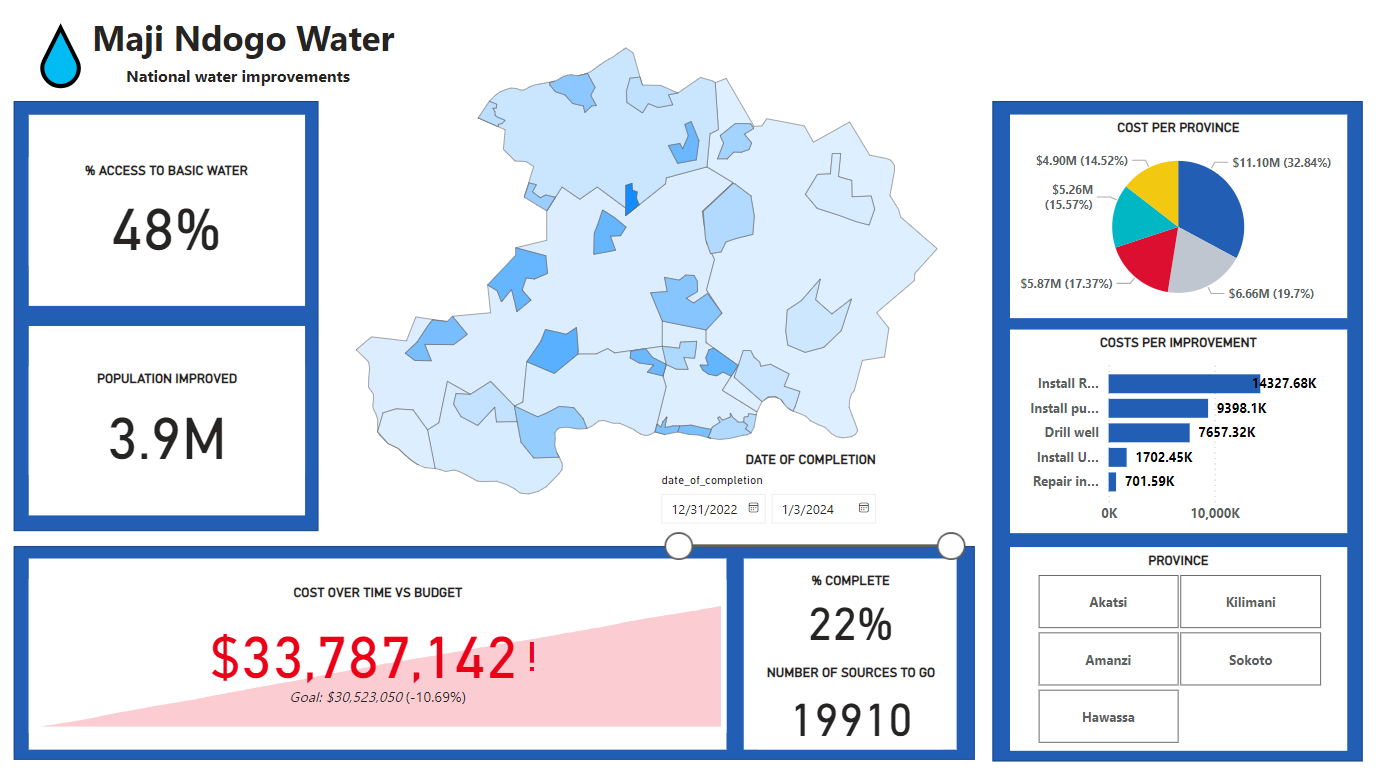 Maji Ndogo Water
National water improvements
% ACCESS TO BASIC WATER
48%
POPULATION IMPROVED
3.9M
DATE OF COMPLETION
date_of_completion
12/31/2022
1/3/2024
COST OVER TIME VS BUDGET
$33,787,142!
Goal: $30,523,050 (-10.69%)
% COMPLETE
22%
NUMBER OF SOURCES TO GO
19910
COST PER PROVINCE
$4.90M (14.52%)
$11.10M (32.84%)
$5.26M
(15.57%)
$5.87M (17.37%)
$6.66M (19.7%)
COSTS PER IMPROVEMENT
Install R... 14327.68K
Install pu... 9398.1K
Drill well 7657.32K
Install U... 1702.45K
Repair in... 701.59K
0K 10,000K
PROVINCE
Akatsi
Kilimani
Amanzi
Sokoto
Hawassa